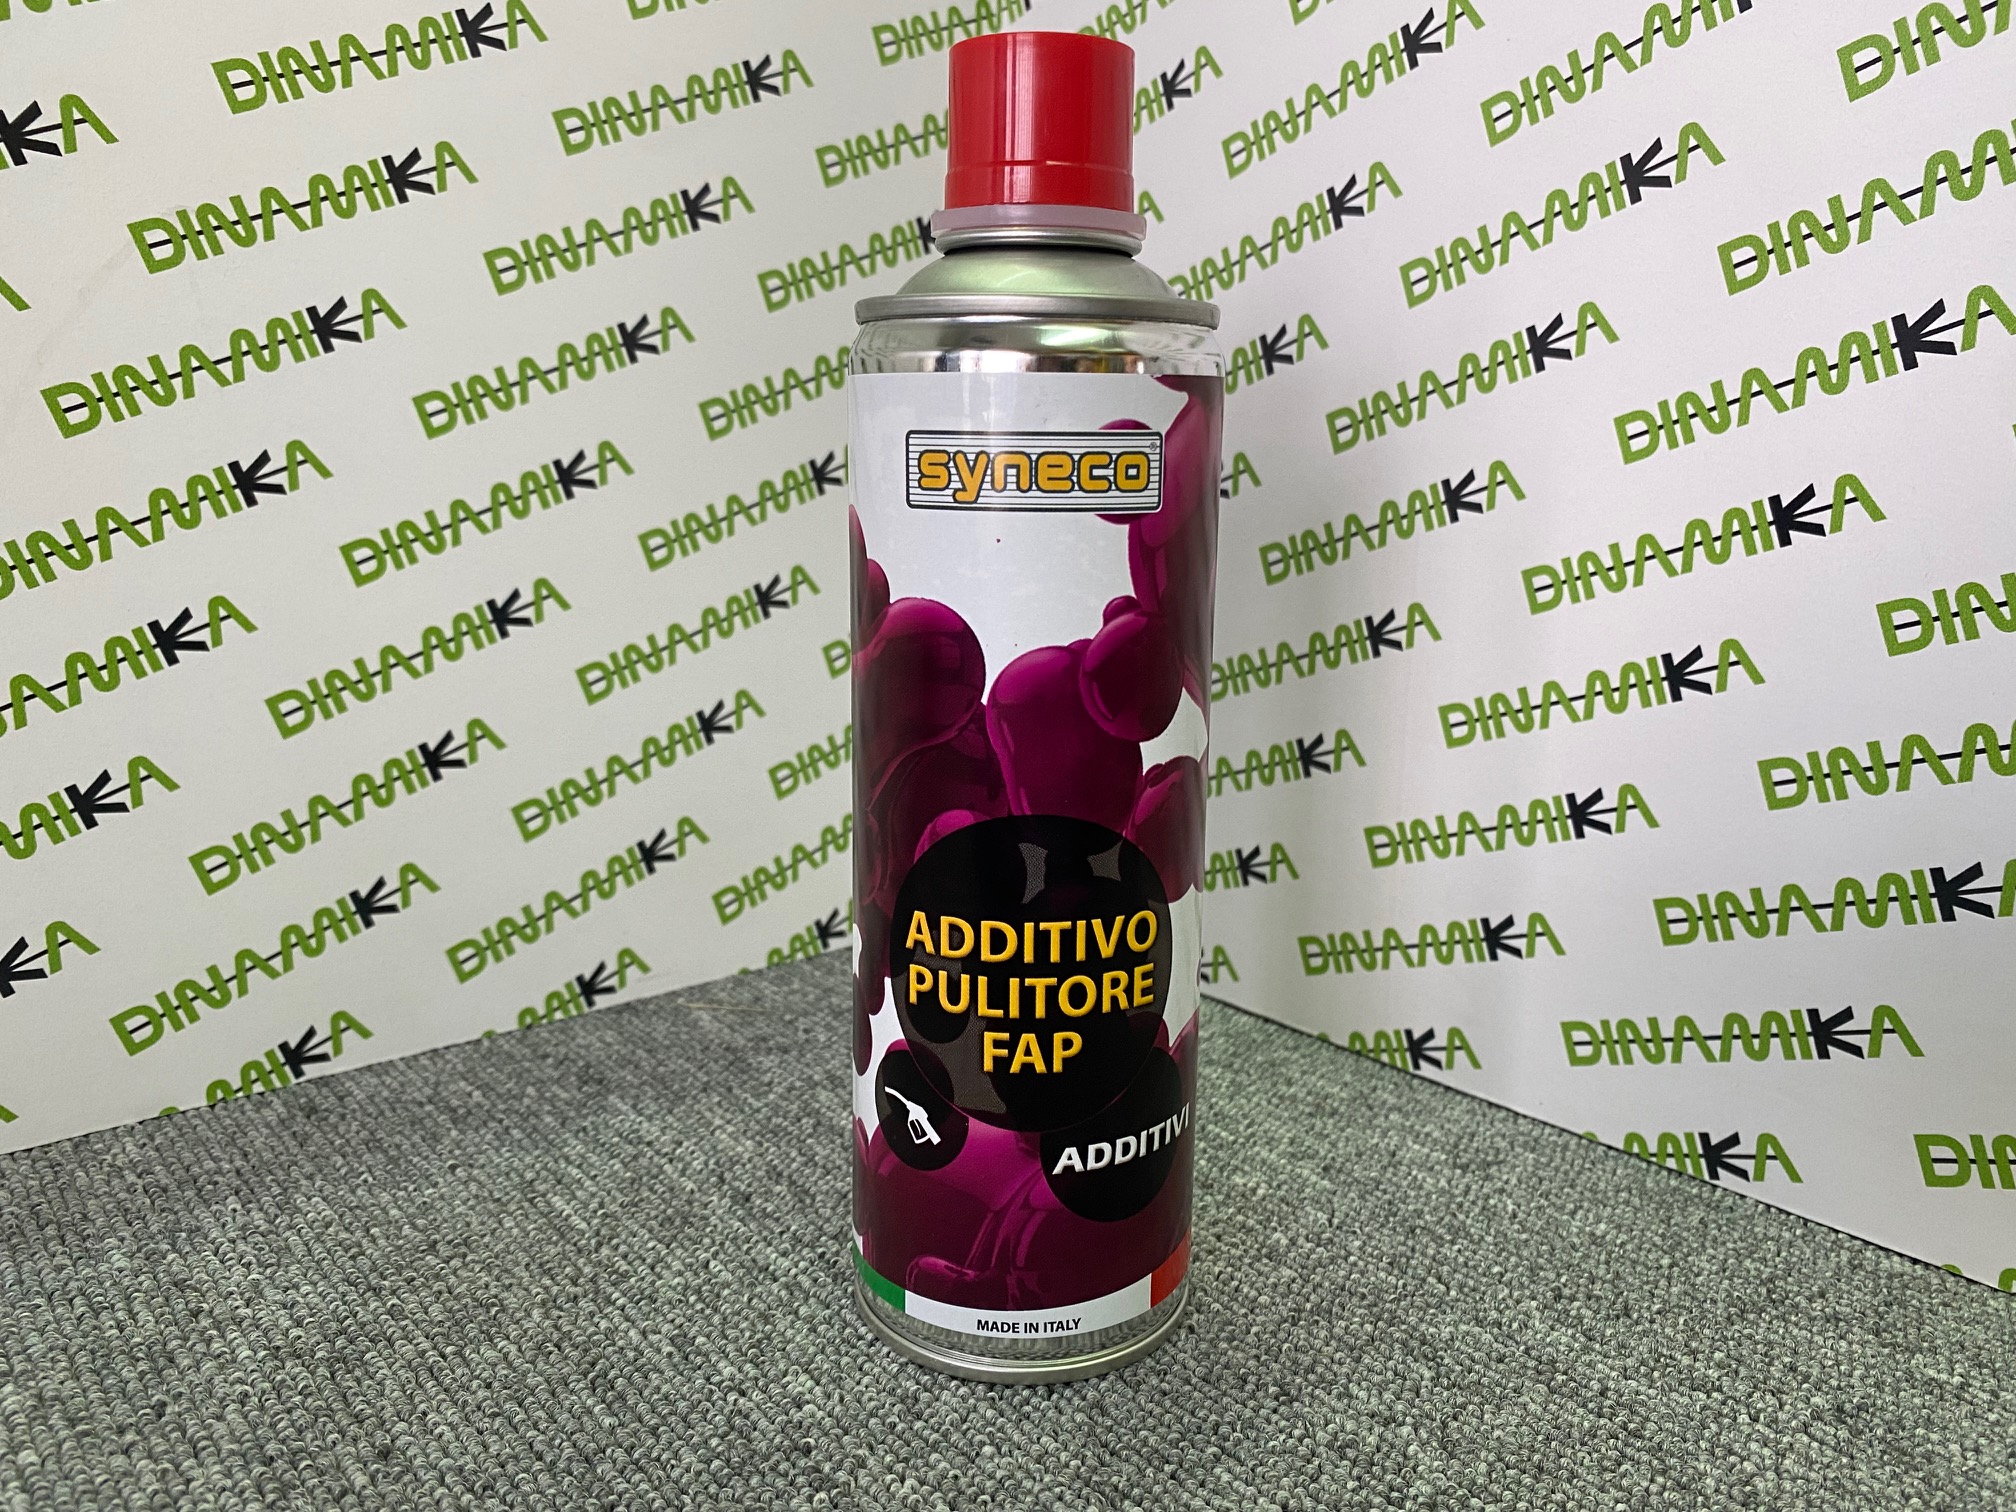 DINAMIKA
syneco®
ADDITIVO
PULITORE
FAP
ADDITIVI
MADE IN ITALY